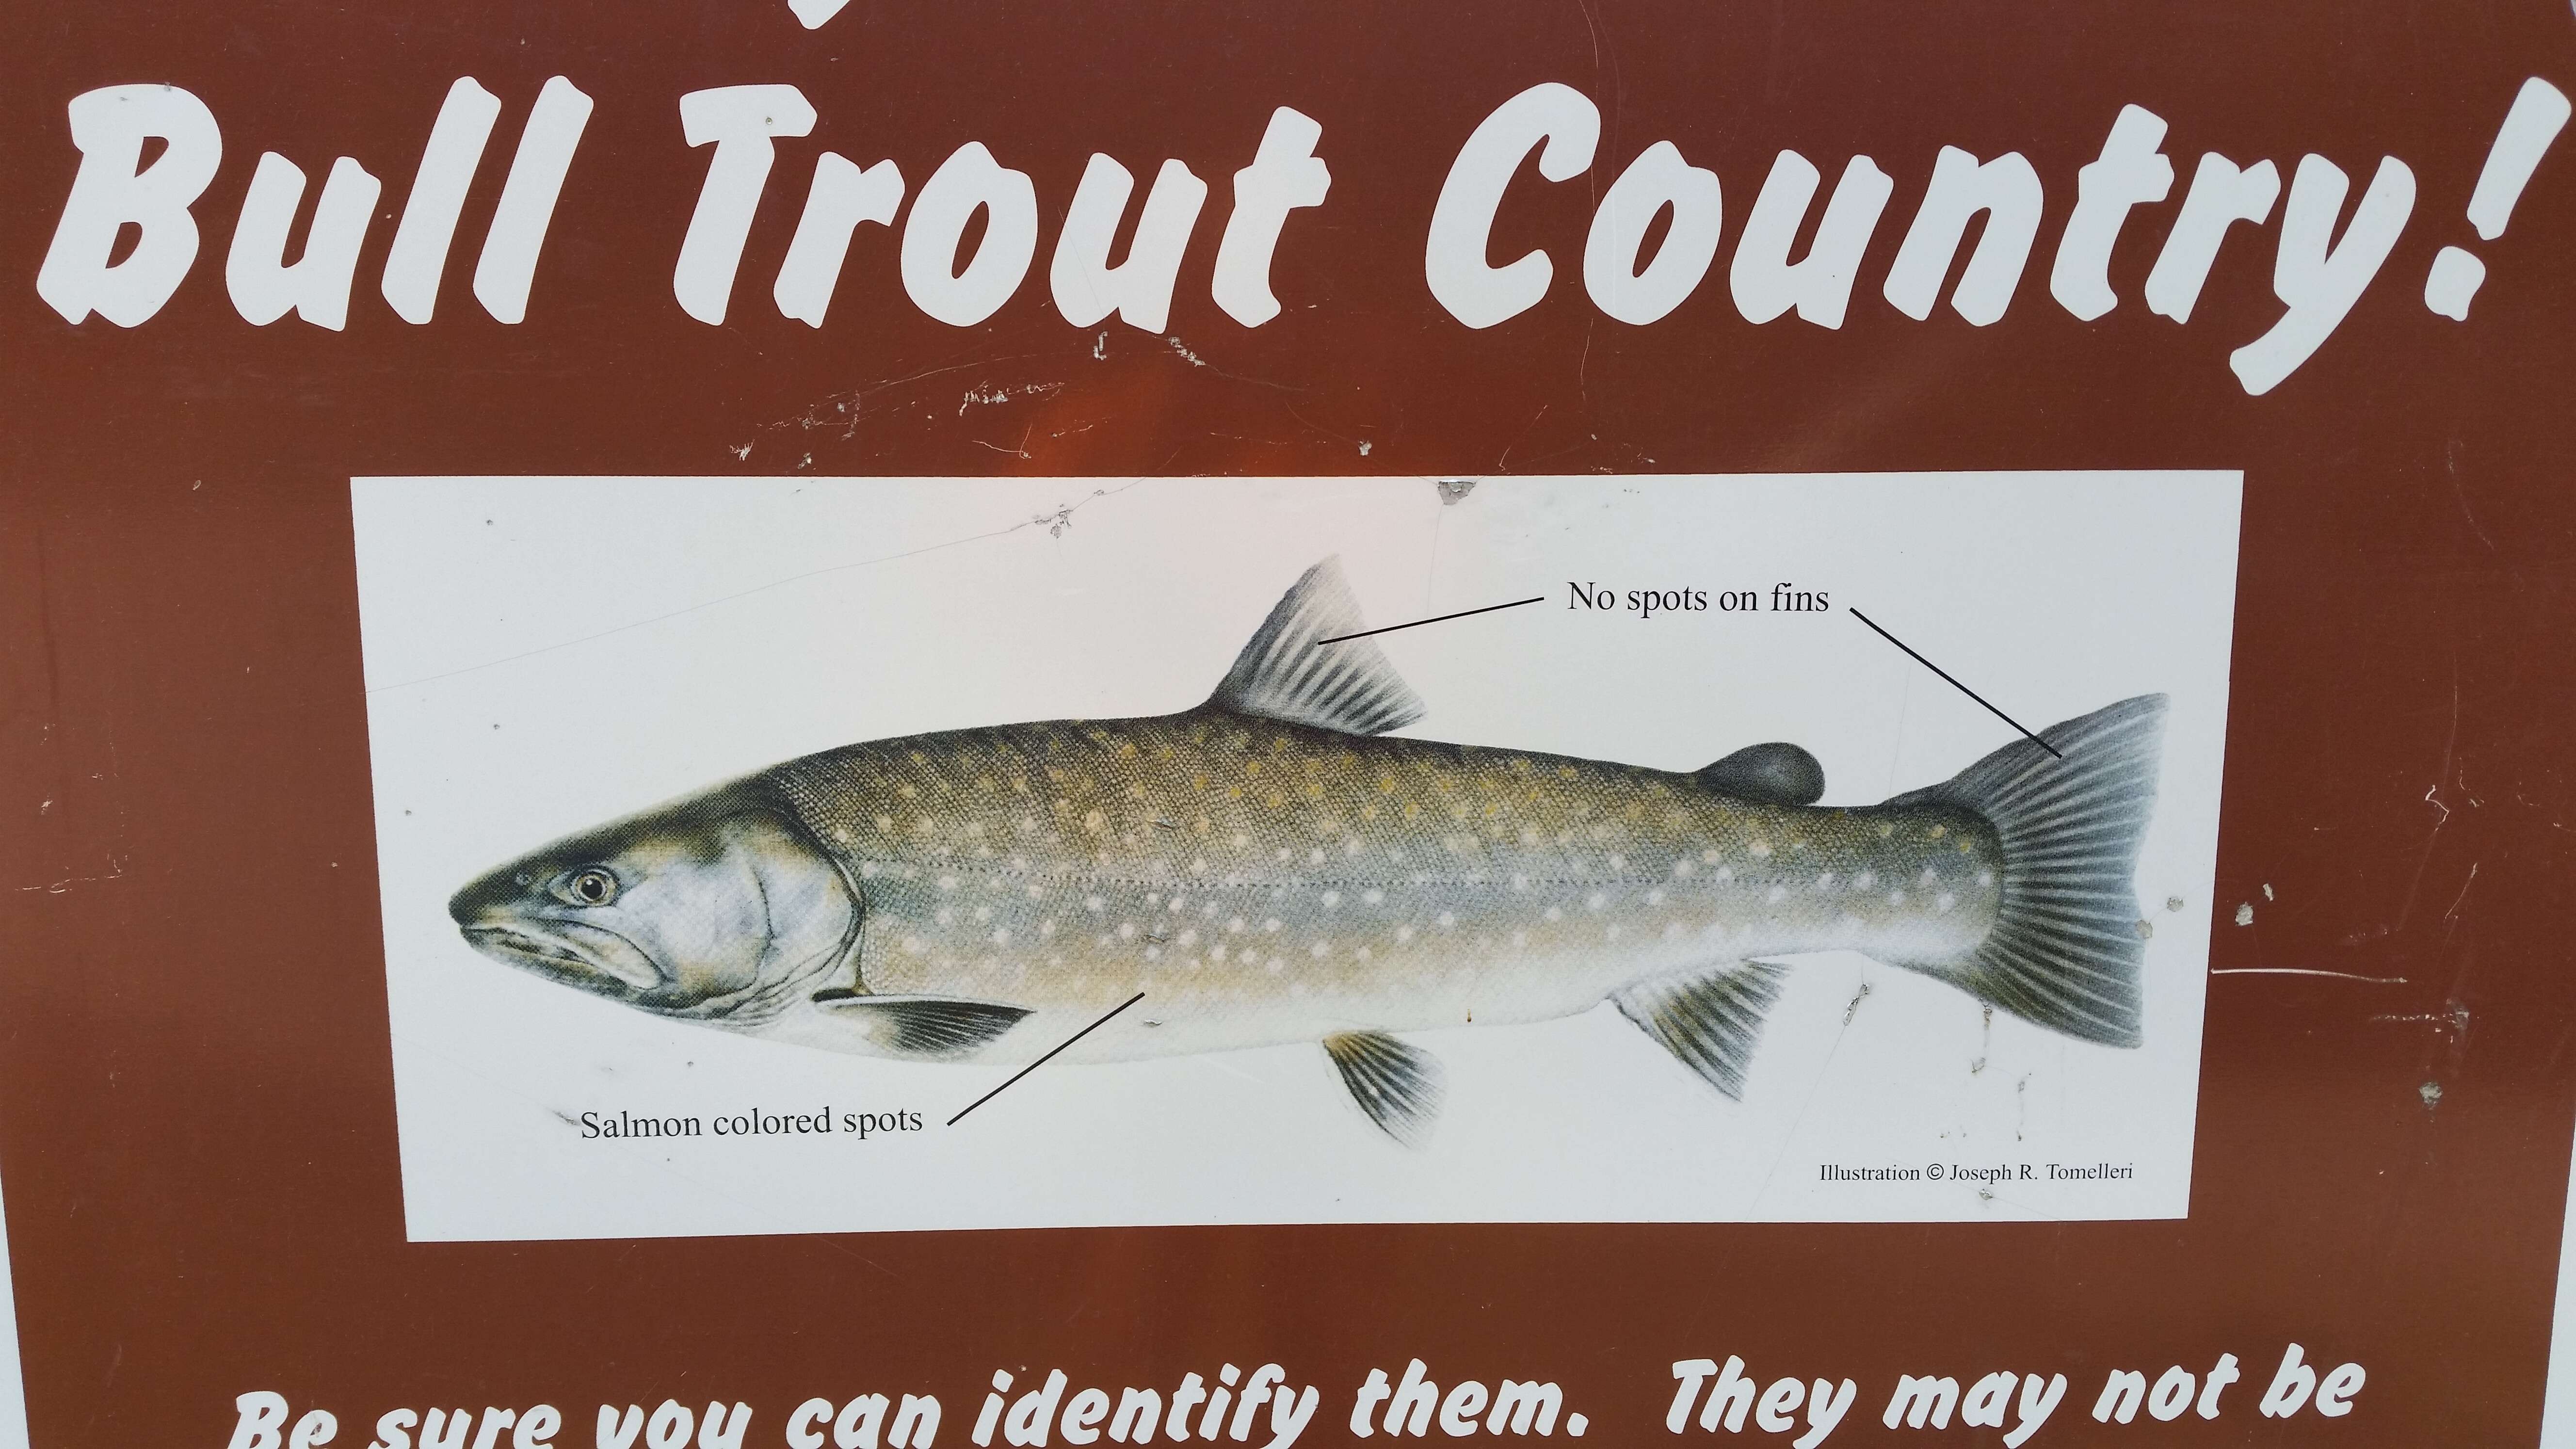 Bull Trout Country!
No spots on fins
Salmon colored spots
Illustration © Joseph R. Tomelleri
Be sure you can identify them. They may not be